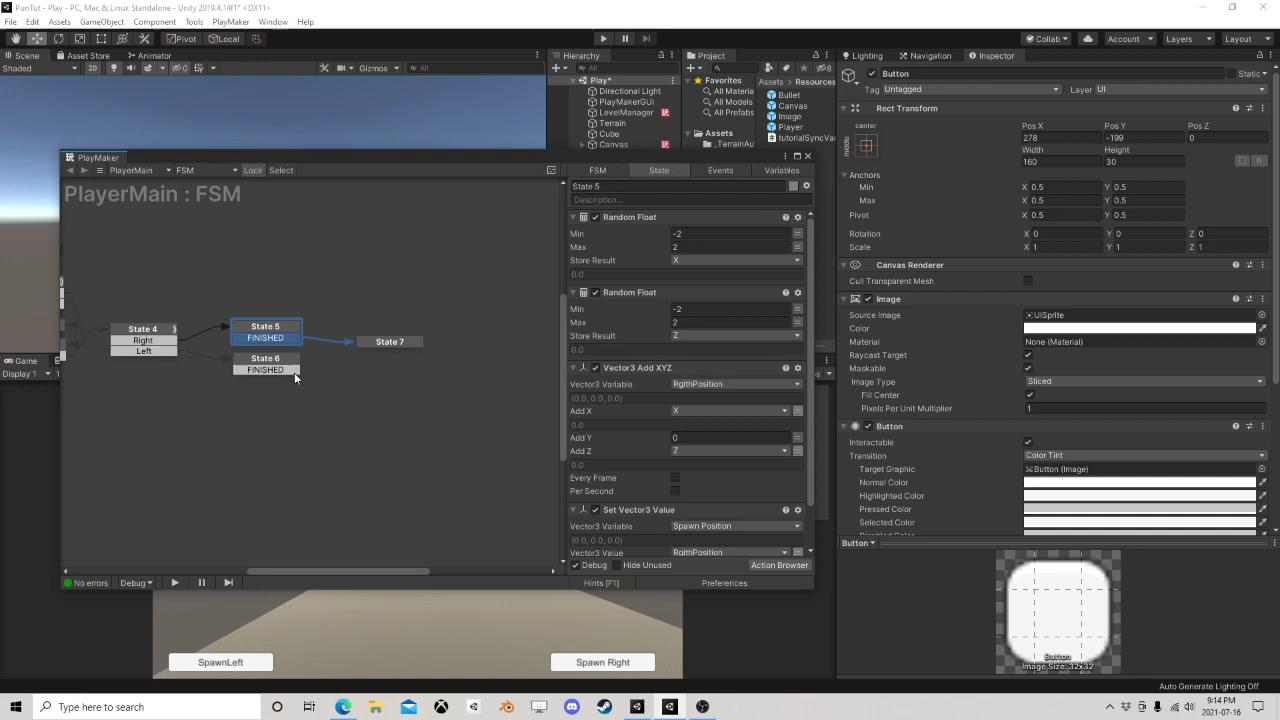 PunTut - Play - PC, Mac & Linux Standalone - Unity 2019.4.14f1* <DX11>
File Edit Assets GameObject Component Tools PlayMaker Window Help
Pivot Local Collab Account Layers Layout
Scene Asset Store Animator Hierarchy Project Lighting Navigation Inspector
Shaded 2D 0 Gizmos All
All 8
Play*
Directional Light
PlayMakerGUI
LevelManager
Terrain
Cube
Canvas
Favorites
All Materia
All Models
All Prefabs
Assets
_TerrainAu
Assets Resources
Bullet
Canvas
Image
Player
tutorialSyncVar
PlayMaker
PlayerMain FSM Lock Select
PlayerMain : FSM
State 4
Right
Left
State 5
FINISHED
State 6
FINISHED
State 7
FSM State Events Variables
State 5
Description...
Random Float
Min -2
Max 2
Store Result X
0.0
Random Float
Min -2
Max 2
Store Result Z
0.0
Vector3 Add XYZ
Vector3 Variable RgithPosition
(0.0, 0.0, 0.0)
Add X X
0.0
Add Y 0
Add Z Z
0.0
Every Frame
Per Second
Set Vector3 Value
Vector3 Variable Spawn Position
(0.0, 0.0, 0.0)
Vector3 Value RgithPosition
Debug Hide Unused Action Browser
No errors Debug Hints [F1] Preferences
Game
Display 1
SpawnLeft Spawn Right
Button Static
Tag Untagged Layer UI
Rect Transform
center
middle
Pos X Pos Y Pos Z
278 -199 0
Width Height
160 30
R
Anchors
Min X 0.5 Y 0.5
Max X 0.5 Y 0.5
Pivot X 0.5 Y 0.5
Rotation X 0 Y 0 Z 0
Scale X 1 Y 1 Z 1
Canvas Renderer
Cull Transparent Mesh
Image
Source Image UISprite
Color
Material None (Material)
Raycast Target
Maskable
Image Type Sliced
Fill Center
Pixels Per Unit Multiplier 1
Button
Interactable
Transition Color Tint
Target Graphic Button (Image)
Normal Color
Highlighted Color
Pressed Color
Selected Color
Disabled Color
Button
Button
Image Size: 32x32
Auto Generate Lighting Off
Type here to search
9:14 PM
2021-07-16